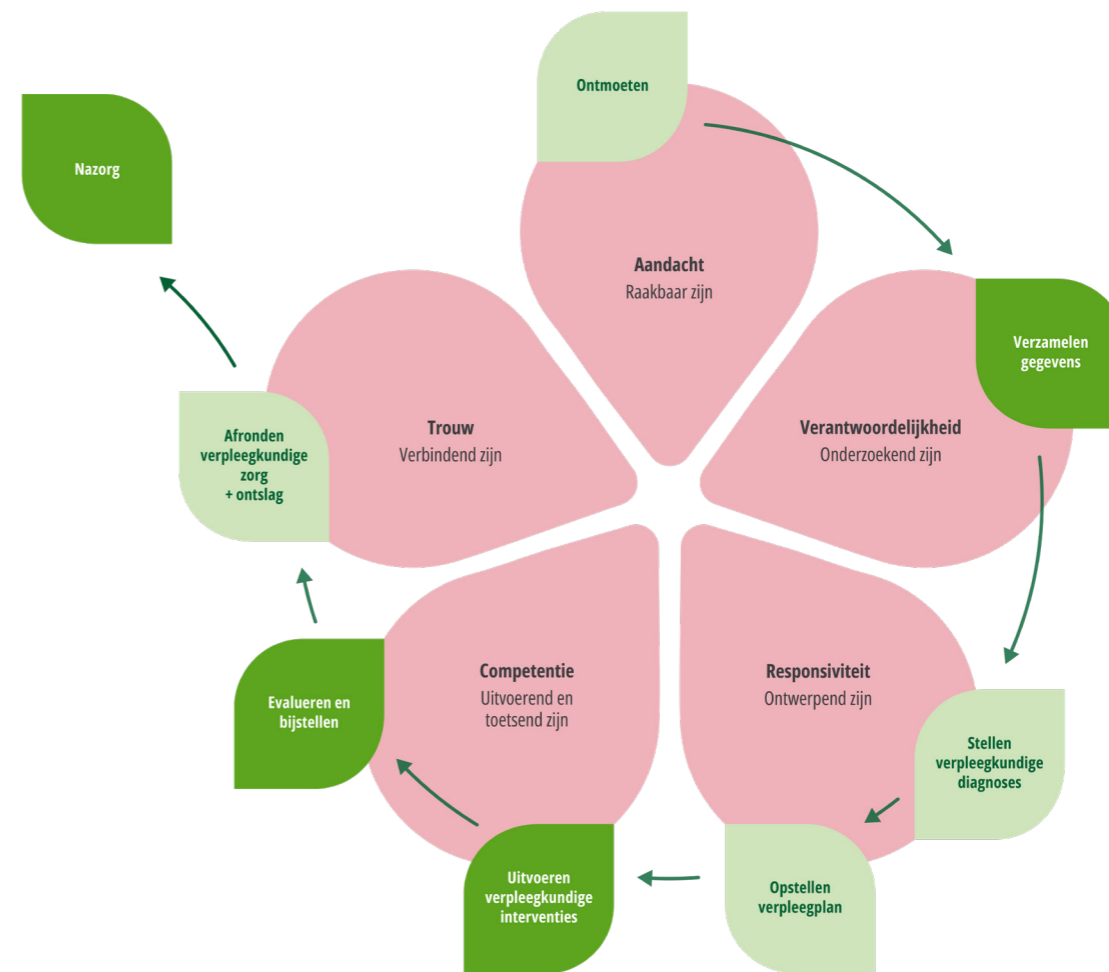 Ontmoeten
Nazorg
Aandacht
Raakbaar zijn
Verzamelen
gegevens
Trouw
Verbindend zijn
Verantwoordelijkheid
Onderzoekend zijn
Afronden
verpleegkundige
zorg
+ ontslag
Competentie
Uitvoerend en
toetsend zijn
Responsiviteit
Ontwerpend zijn
Evalueren en
bijstellen
Stellen
verpleegkundige
diagnoses
Uitvoeren
verpleegkundige
interventies
Opstellen
verpleegplan